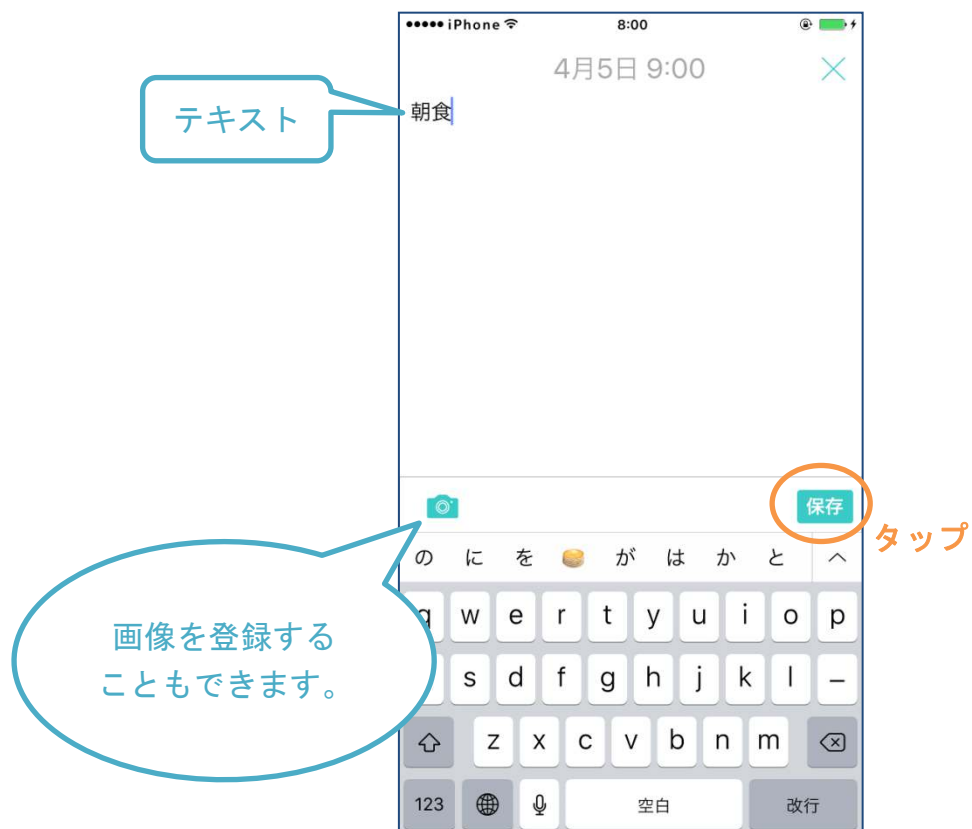 ●●●●● iPhone 8:00
4月5日 9:00
テキスト
朝食
保存
タップ
の に を が は か と
画像を登録する
こともできます。
q w e r t y u i o p
s d f g h j k l –
z x c v b n m
123 空白 改行